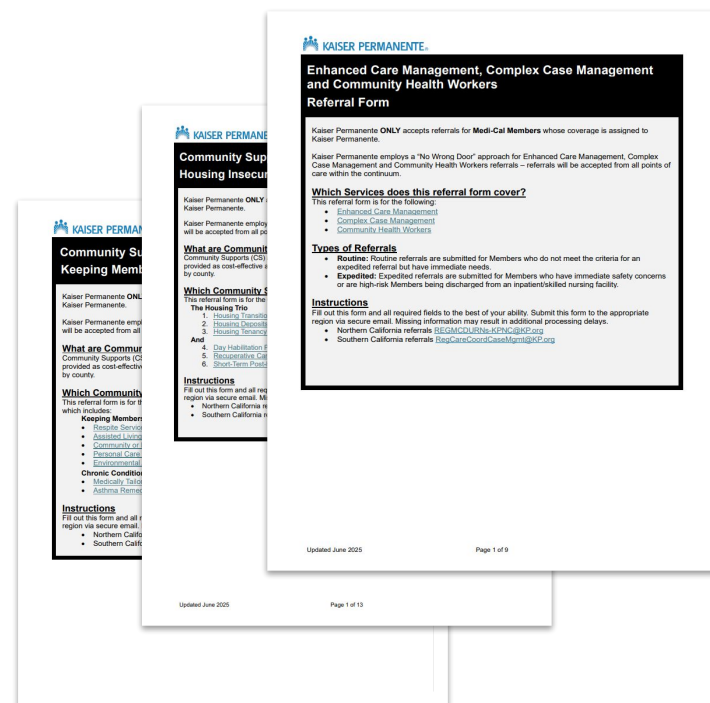 KAISER PERMANENTE®
Enhanced Care Management, Complex Case Management
and Community Health Workers
Referral Form
Kaiser Permanente ONLY accepts referrals for Medi-Cal Members whose coverage is assigned to
Kaiser Permanente.
Kaiser Permanente employs a “No Wrong Door” approach for Enhanced Care Management, Complex
Case Management and Community Health Workers referrals – referrals will be accepted from all points of
care within the continuum.
Which Services does this referral form cover?
This referral form is for the following:
• Enhanced Care Management
• Complex Case Management
• Community Health Workers
Types of Referrals
• Routine: Routine referrals are submitted for Members who do not meet the criteria for an
expedited referral but have immediate needs.
• Expedited: Expedited referrals are submitted for Members who have immediate safety concerns
or are high-risk Members being discharged from an inpatient/skilled nursing facility.
Instructions
Fill out this form and all required fields to the best of your ability. Submit this form to the appropriate
region via secure email. Missing information may result in additional processing delays.
• Northern California referrals REGMCDURNs-KPNC@KP.org
• Southern California referrals RegCareCoordCaseMgmt@KP.org
Updated June 2025 Page 1 of 9
KAISER PERMANE
Community Sup
Housing Insecur
Kaiser Permanente ONLY
Kaiser Permanente.
Kaiser Permanente employ
will be accepted from all po
What are Communit
Community Supports (CS)
provided as cost-effective a
by county.
Which Community S
This referral form is for the
The Housing Trio
1. Housing Transitio
2. Housing Deposits
3. Housing Tenancy
And
4. Day Habilitation P
5. Recuperative Car
6. Short-Term Post-
Instructions
Fill out this form and all req
region via secure email. Mi
• Northern California re
• Southern California r
Updated June 2025 Page 1 of 13
KAISER PERMAN
Community Su
Keeping Memb
Kaiser Permanente ONL
Kaiser Permanente.
Kaiser Permanente empl
will be accepted from all
What are Commun
Community Supports (CS
provided as cost-effectiv
by county.
Which Community
This referral form is for th
which includes:
Keeping Members
• Respite Servic
• Assisted Living
• Community or
• Personal Care
• Environmental
Chronic Condition
• Medically Tailo
• Asthma Remed
Instructions
Fill out this form and all r
region via secure email.
• Northern Califo
• Southern Califo